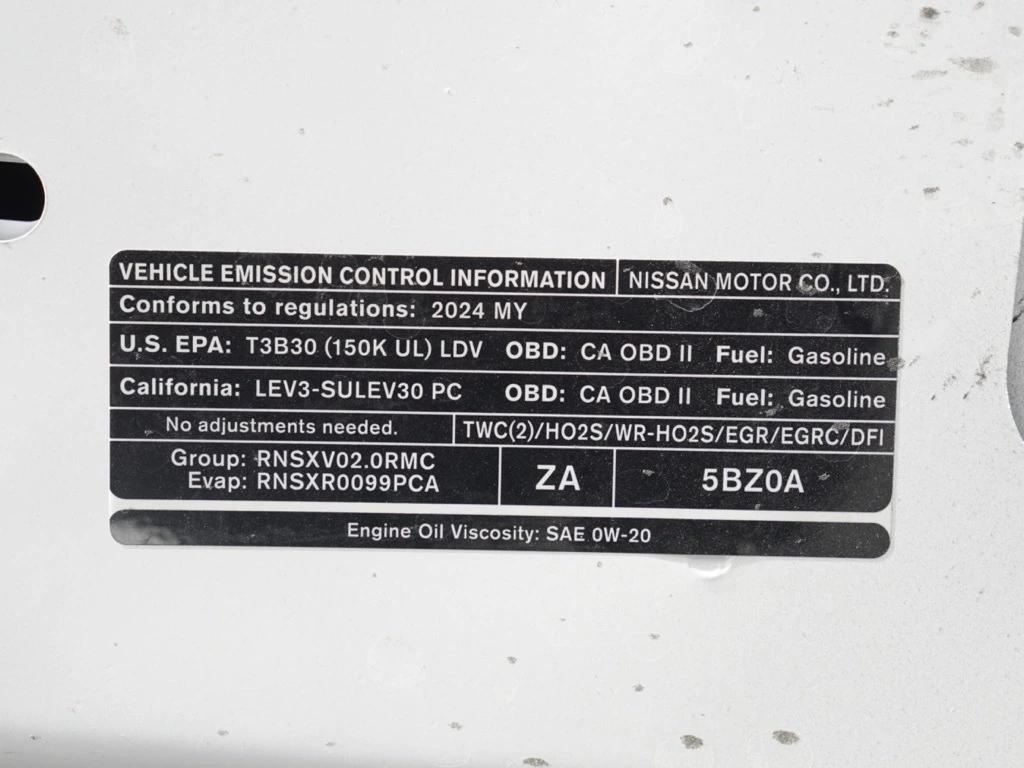 VEHICLE EMISSION CONTROL INFORMATION NISSAN MOTOR CO., LTD.
Conforms to regulations: 2024 MY
U.S. EPA: T3B30 (150K UL) LDV OBD: CA OBD II Fuel: Gasoline
California: LEV3-SULEV30 PC OBD: CA OBD II Fuel: Gasoline
No adjustments needed. TWC(2)/HO2S/WR-HO2S/EGR/EGRC/DFI
Group: RNSXV02.0RMC
Evap: RNSXR0099PCA
ZA 5BZ0A
Engine Oil Viscosity: SAE 0W-20